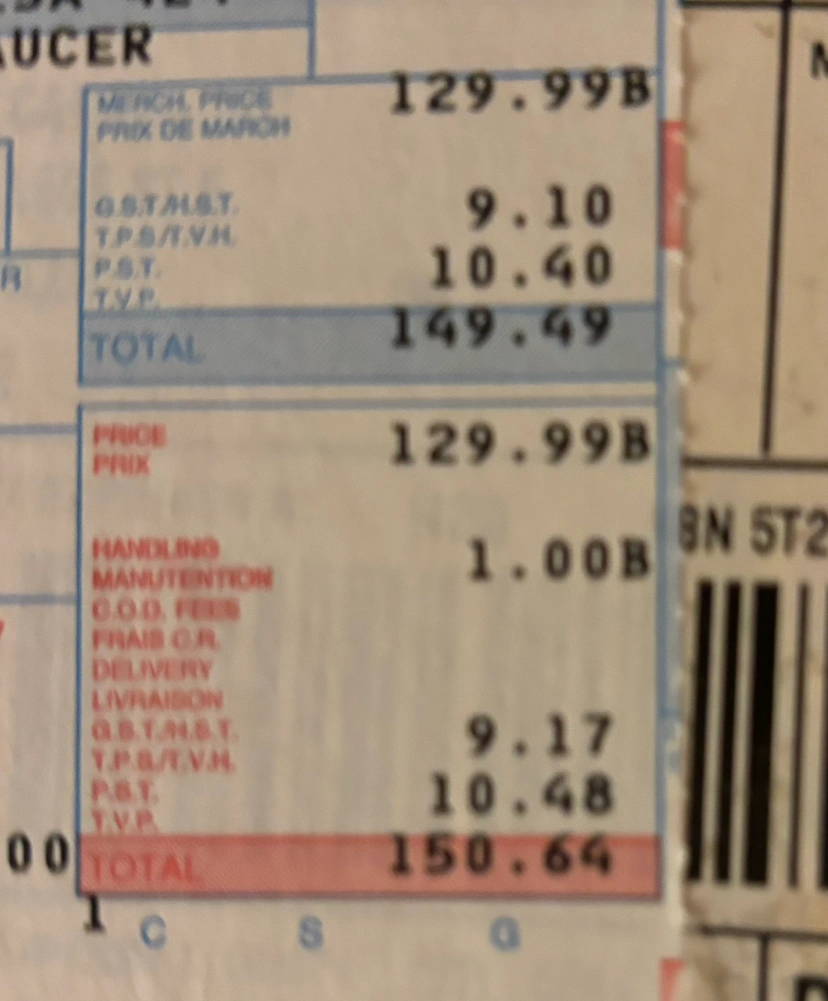 AUCER
MERCH. PRICE 129.99B
PRIX DE MARCH
G.S.T./H.S.T. 9.10
T.P.S./T.V.H.
P.S.T. 10.40
T.V.P.
TOTAL 149.49
PRICE 129.99B
PRIX
HANDLING 1.00B
MANUTENTION
C.O.D. FEES
FRAIS C.R.
DELIVERY
LIVRAISON
G.S.T./H.S.T. 9.17
T.P.S./T.V.H.
P.S.T. 10.48
T.V.P.
00 TOTAL 150.64
1
C S G
R
BN 5T2